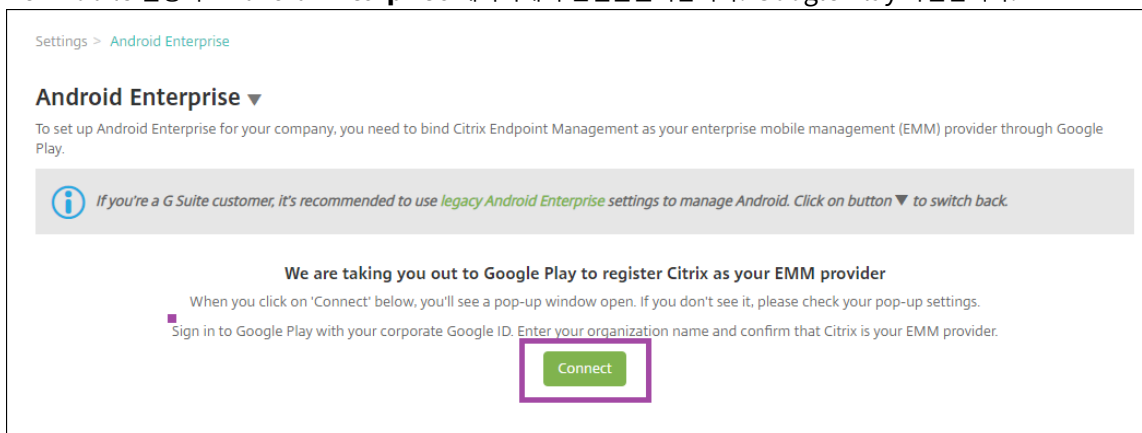 Settings > Android Enterprise
Android Enterprise ▼
To set up Android Enterprise for your company, you need to bind Citrix Endpoint Management as your enterprise mobile management (EMM) provider through Google
Play.
If you're a G Suite customer, it's recommended to use legacy Android Enterprise settings to manage Android. Click on button ▼ to switch back.
We are taking you out to Google Play to register Citrix as your EMM provider
When you click on 'Connect' below, you'll see a pop-up window open. If you don't see it, please check your pop-up settings.
Sign in to Google Play with your corporate Google ID. Enter your organization name and confirm that Citrix is your EMM provider.
Connect